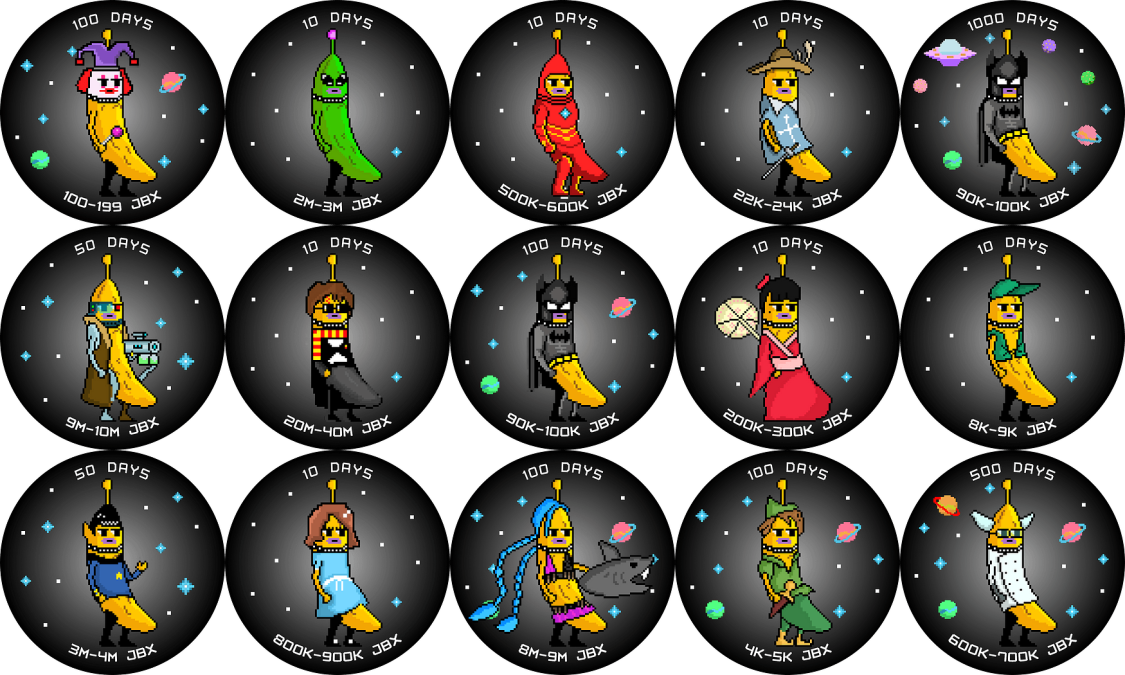 100 DAYS
100-199 JBX
10 DAYS
2M-3M JBX
10 DAYS
500K-600K JBX
10 DAYS
22K-24K JBX
1000 DAYS
90K-100K JBX
50 DAYS
9M-10M JBX
10 DAYS
20M-40M JBX
100 DAYS
90K-100K JBX
10 DAYS
200K-300K JBX
10 DAYS
8K-9K JBX
50 DAYS
3M-4M JBX
10 DAYS
800K-900K JBX
100 DAYS
8M-9M JBX
100 DAYS
4K-5K JBX
500 DAYS
600K-700K JBX